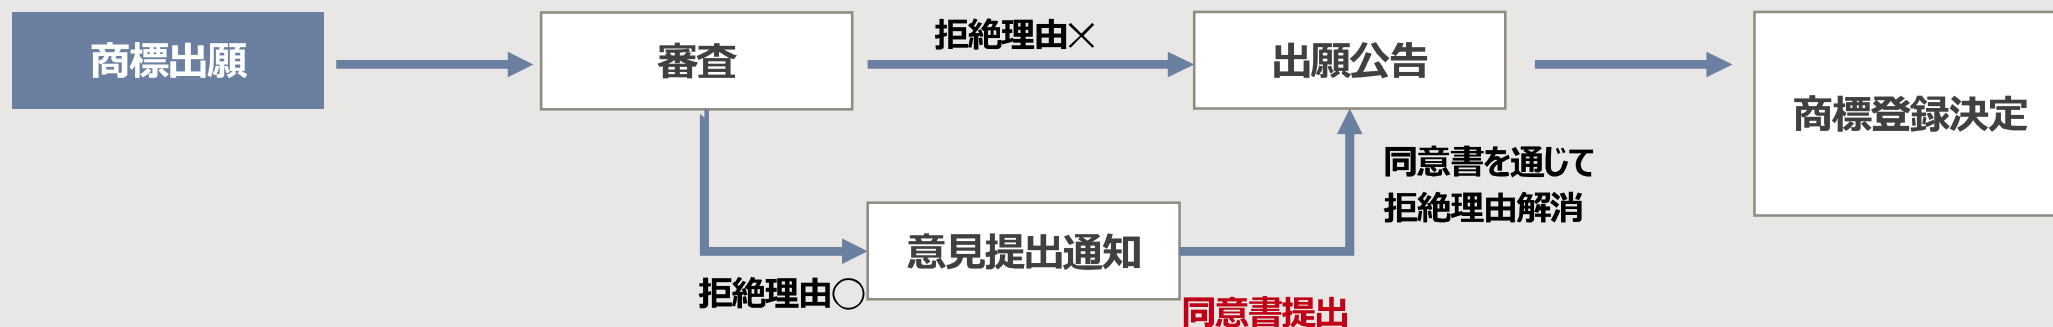 商標出願
審査
拒絶理由×
出願公告
商標登録決定
同意書を通じて
拒絶理由解消
意見提出通知
拒絶理由○
同意書提出